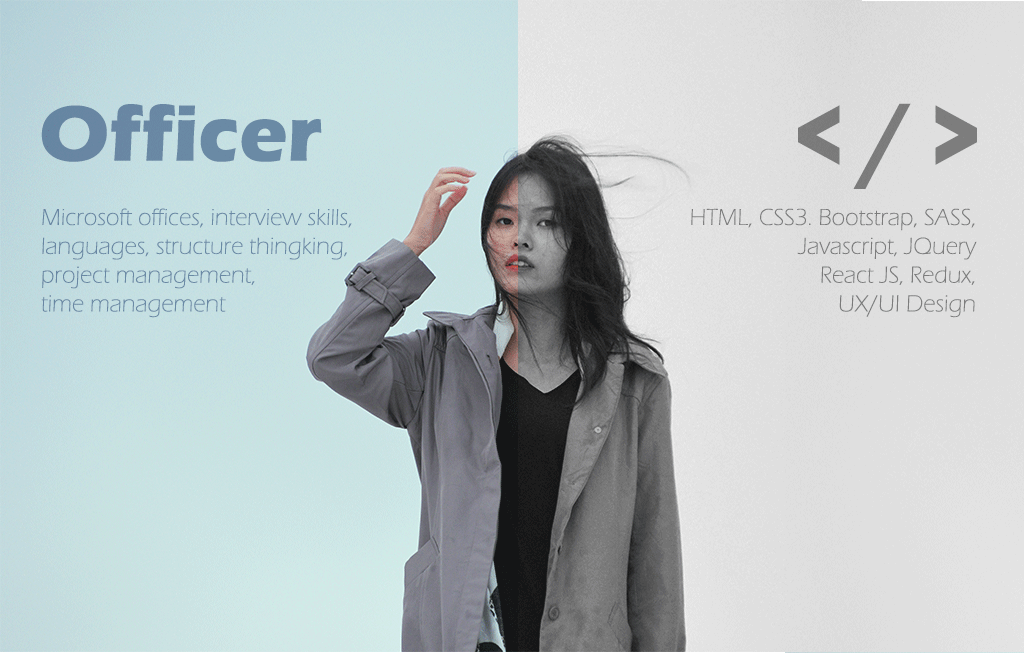 Officer
Microsoft offices, interview skills,
languages, structure thingking,
project management,
time management
</>
HTML, CSS3. Bootstrap, SASS,
Javascript, JQuery
React JS, Redux,
UX/UI Design